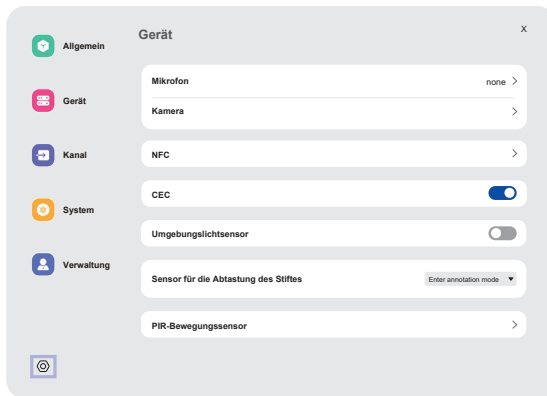 Gerät
X
Allgemein
Gerät
Kanal
System
Verwaltung
Mikrofon
none
Kamera
NFC
CEC
Umgebungslichtsensor
Sensor für die Abtastung des Stiftes
Enter annotation mode
PIR-Bewegungssensor